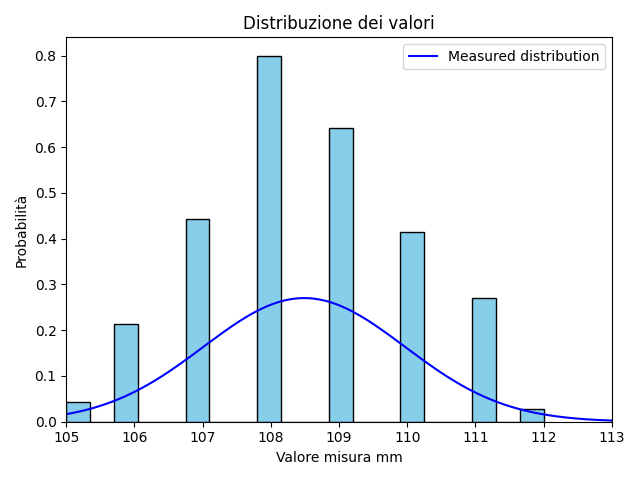 Distribuzione dei valori
Measured distribution
Probabilità
0.8
0.7
0.6
0.5
0.4
0.3
0.2
0.1
0.0
105 106 107 108 109 110 111 112 113
Valore misura mm